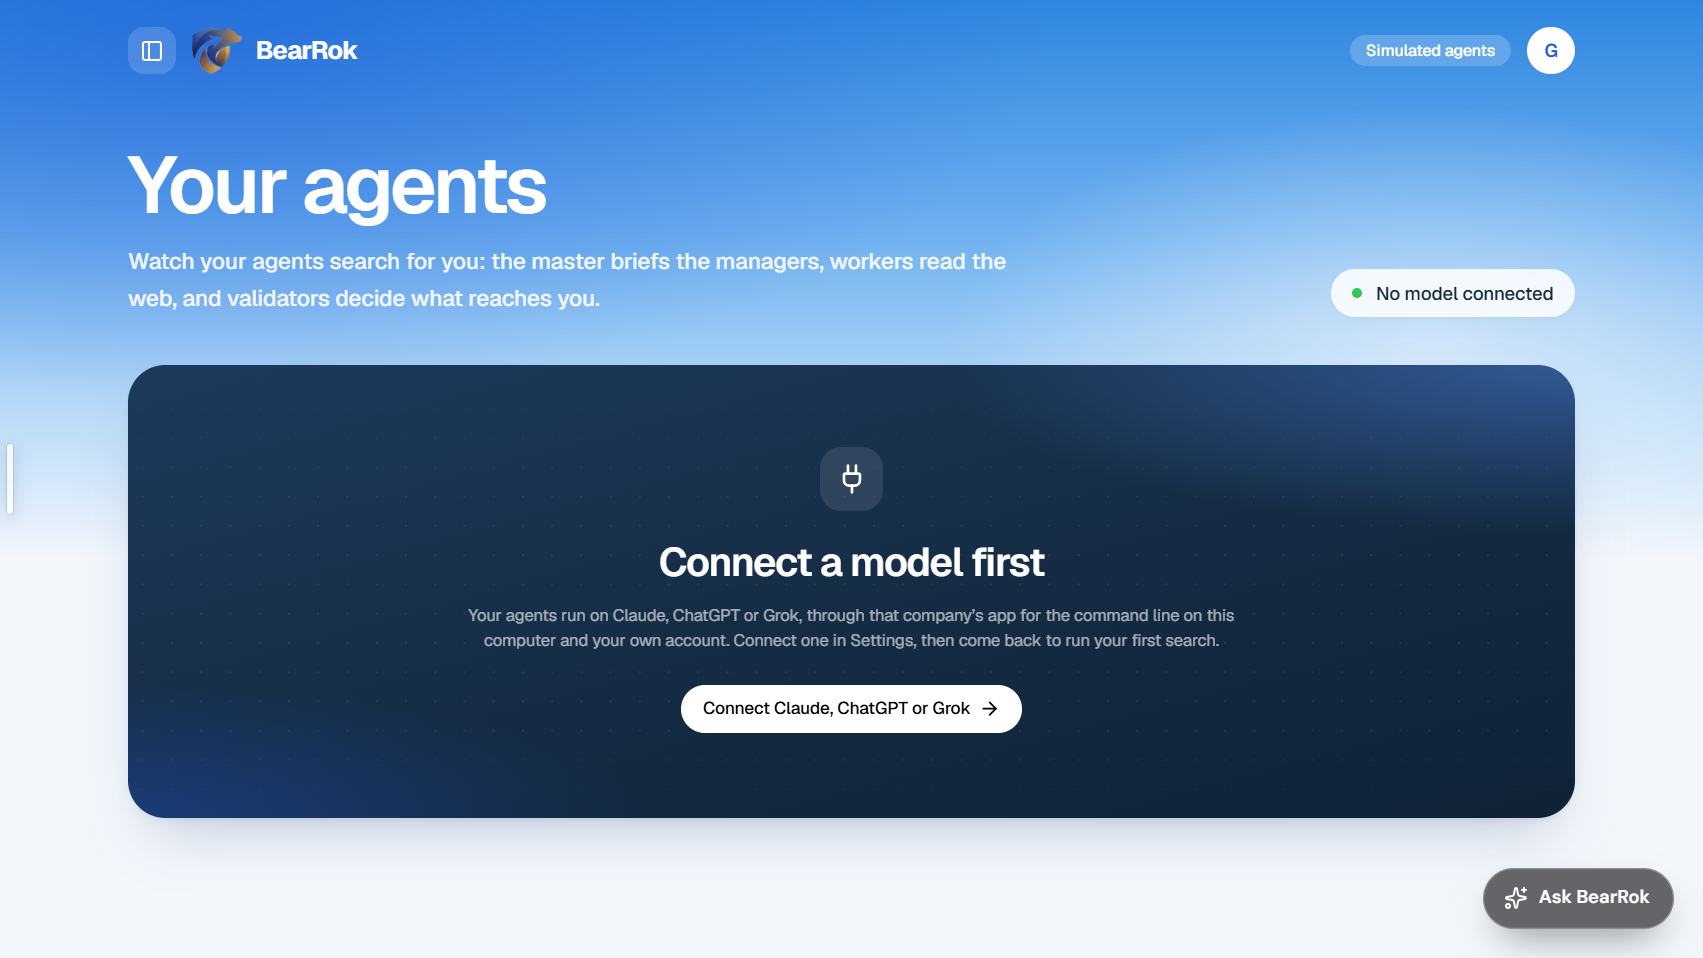 BearRok
Simulated agents
G
Your agents
Watch your agents search for you: the master briefs the managers, workers read the
web, and validators decide what reaches you.
No model connected
Connect a model first
Your agents run on Claude, ChatGPT or Grok, through that company’s app for the command line on this
computer and your own account. Connect one in Settings, then come back to run your first search.
Connect Claude, ChatGPT or Grok
Ask BearRok